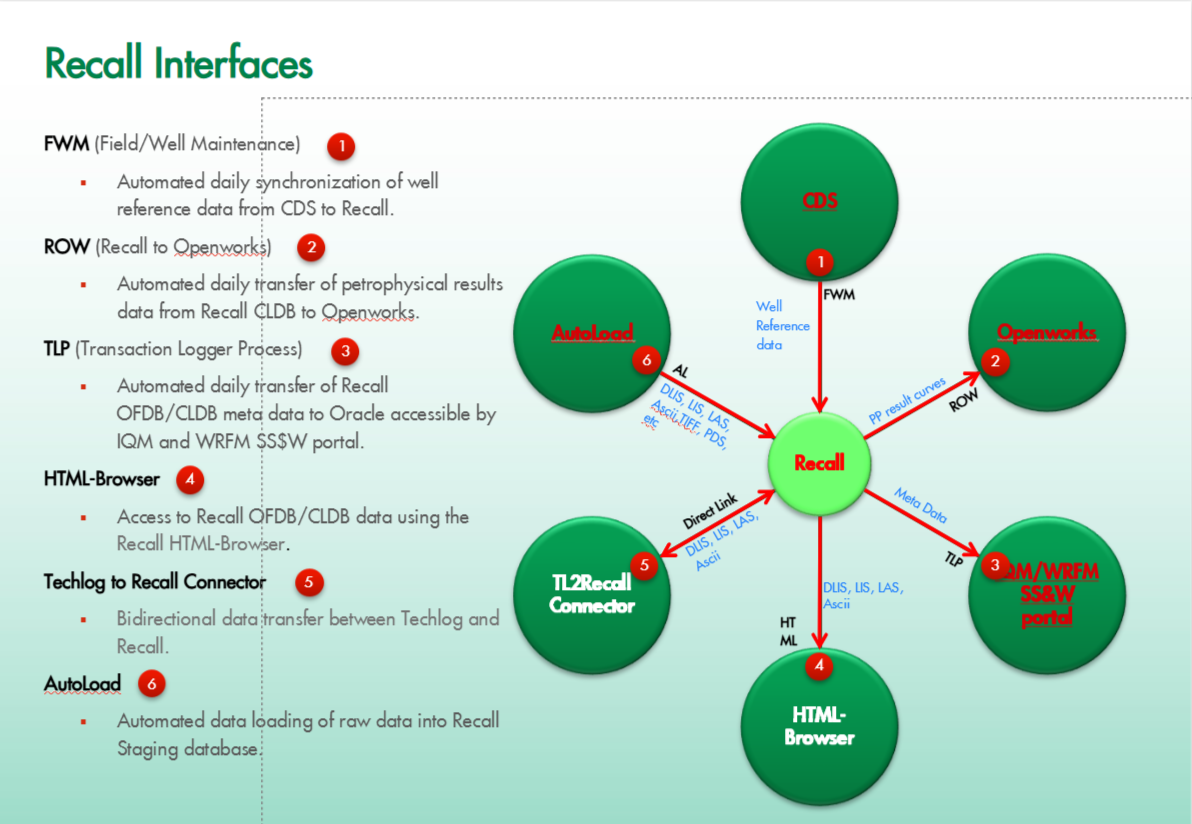 Recall Interfaces
FWM (Field/Well Maintenance) 1
Automated daily synchronization of well
reference data from CDS to Recall.
ROW (Recall to Openworks) 2
Automated daily transfer of petrophysical results
data from Recall CLDB to Openworks.
TLP (Transaction Logger Process) 3
Automated daily transfer of Recall
OFDB/CLDB meta data to Oracle accessible by
IQM and WRFM SS$W portal.
HTML-Browser 4
Access to Recall OFDB/CLDB data using the
Recall HTML-Browser.
Techlog to Recall Connector 5
Bidirectional data transfer between Techlog and
Recall.
AutoLoad 6
Automated data loading of raw data into Recall
Staging database.
CDS
1
FWM
Well
Reference
data
AutoLoad
6
AL
DLIS, LIS, LAS,
Ascii,TIFF, PDS,
etc
Openworks
2
PP result curves
ROW
Recall
Direct Link
DLIS, LIS, LAS,
Ascii
5
TL2Recall
Connector
Meta Data
TLP
3
QM/WRFM
SS&W
portal
DLIS, LIS, LAS,
Ascii
HT
ML
4
HTML-
Browser